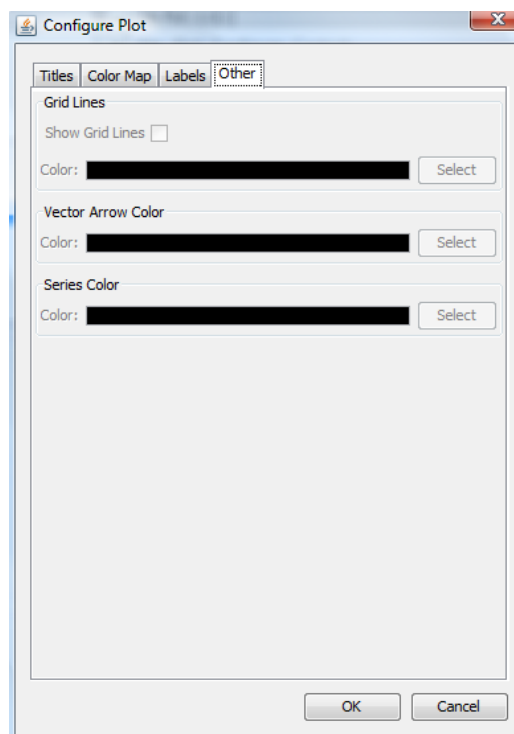 Configure Plot
Titles Color Map Labels Other
Grid Lines
Show Grid Lines
Color: Select
Vector Arrow Color
Color: Select
Series Color
Color: Select
OK Cancel